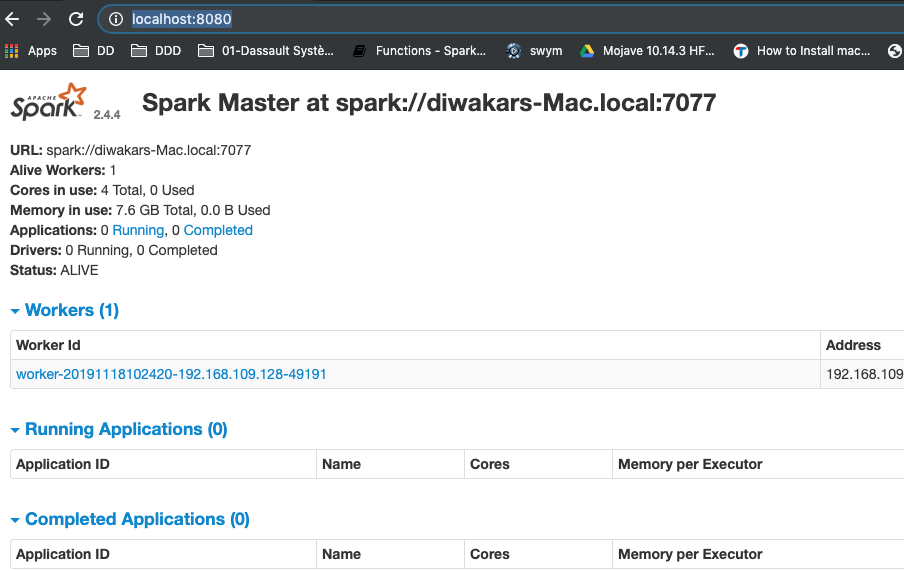 localhost:8080
Apps DD DDD 01-Dassault Systè... Functions - Spark... swym Mojave 10.14.3 HF... How to Install mac...
APACHE Spark 2.4.4 Spark Master at spark://diwakars-Mac.local:7077
URL: spark://diwakars-Mac.local:7077
Alive Workers: 1
Cores in use: 4 Total, 0 Used
Memory in use: 7.6 GB Total, 0.0 B Used
Applications: 0 Running, 0 Completed
Drivers: 0 Running, 0 Completed
Status: ALIVE
Workers (1)
Worker Id Address
worker-20191118102420-192.168.109.128-49191 192.168.109
Running Applications (0)
Application ID Name Cores Memory per Executor
Completed Applications (0)
Application ID Name Cores Memory per Executor